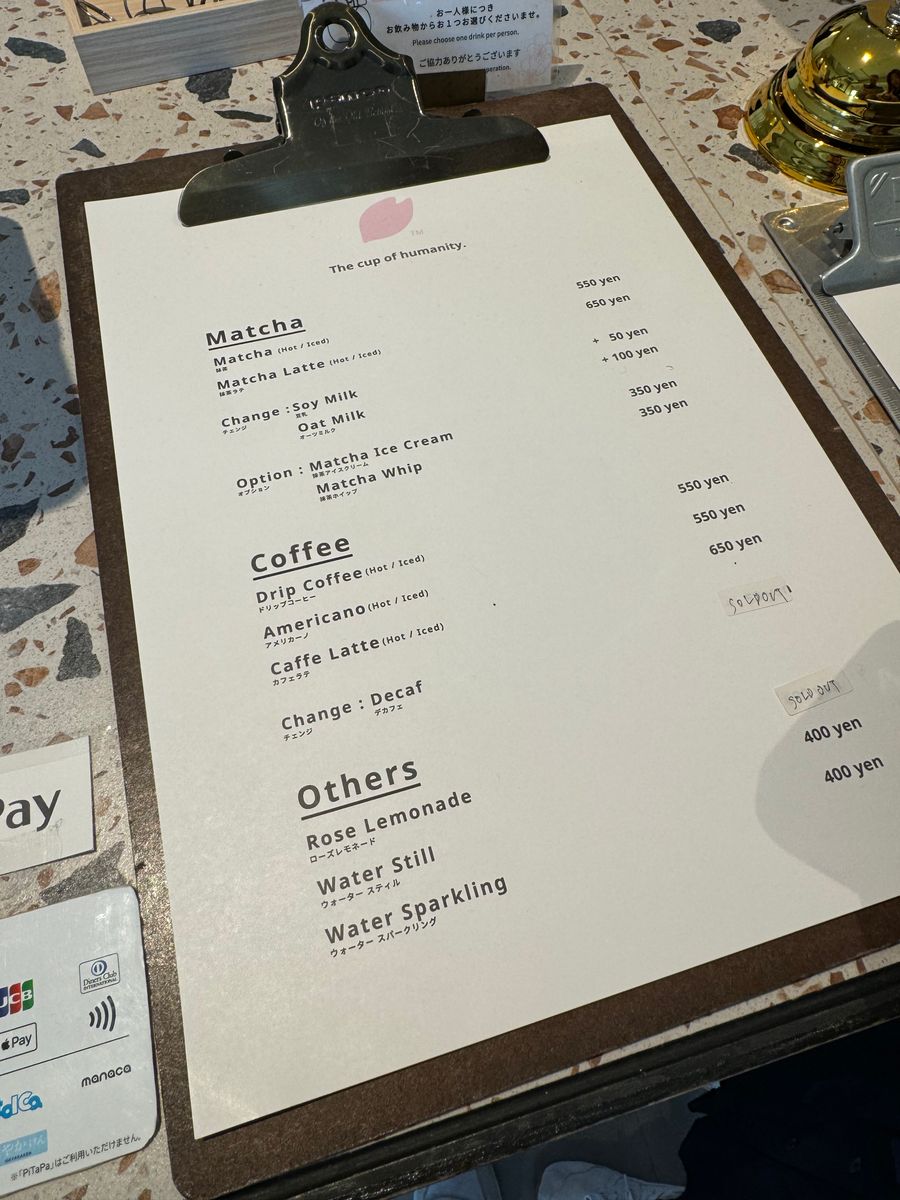 お一人様につき
お飲み物からお１つお選びくださいませ。
Please choose one drink per person.
ご協力ありがとうございます
The cup of humanity.
TM
Matcha
Matcha (Hot / Iced) 550 yen
抹茶
Matcha Latte (Hot / Iced) 650 yen
抹茶ラテ
Change : Soy Milk + 50 yen
チェンジ 豆乳
Oat Milk + 100 yen
オーツミルク
Option : Matcha Ice Cream 350 yen
オプション 抹茶アイスクリーム
Matcha Whip 350 yen
抹茶ホイップ
Coffee
Drip Coffee (Hot / Iced) 550 yen
ドリップコーヒー
Americano (Hot / Iced) 550 yen
アメリカーノ
Caffe Latte (Hot / Iced) 650 yen
カフェラテ
Change : Decaf SOLDOUT
チェンジ デカフェ
Others
Rose Lemonade SOLD OUT
ローズレモネード
Water Still 400 yen
ウォーター スティル
Water Sparkling 400 yen
ウォーター スパークリング
Pay
JCB
Diners Club
INTERNATIONAL
Pay
manaca
※「PiTaPa」はご利用いただけません。